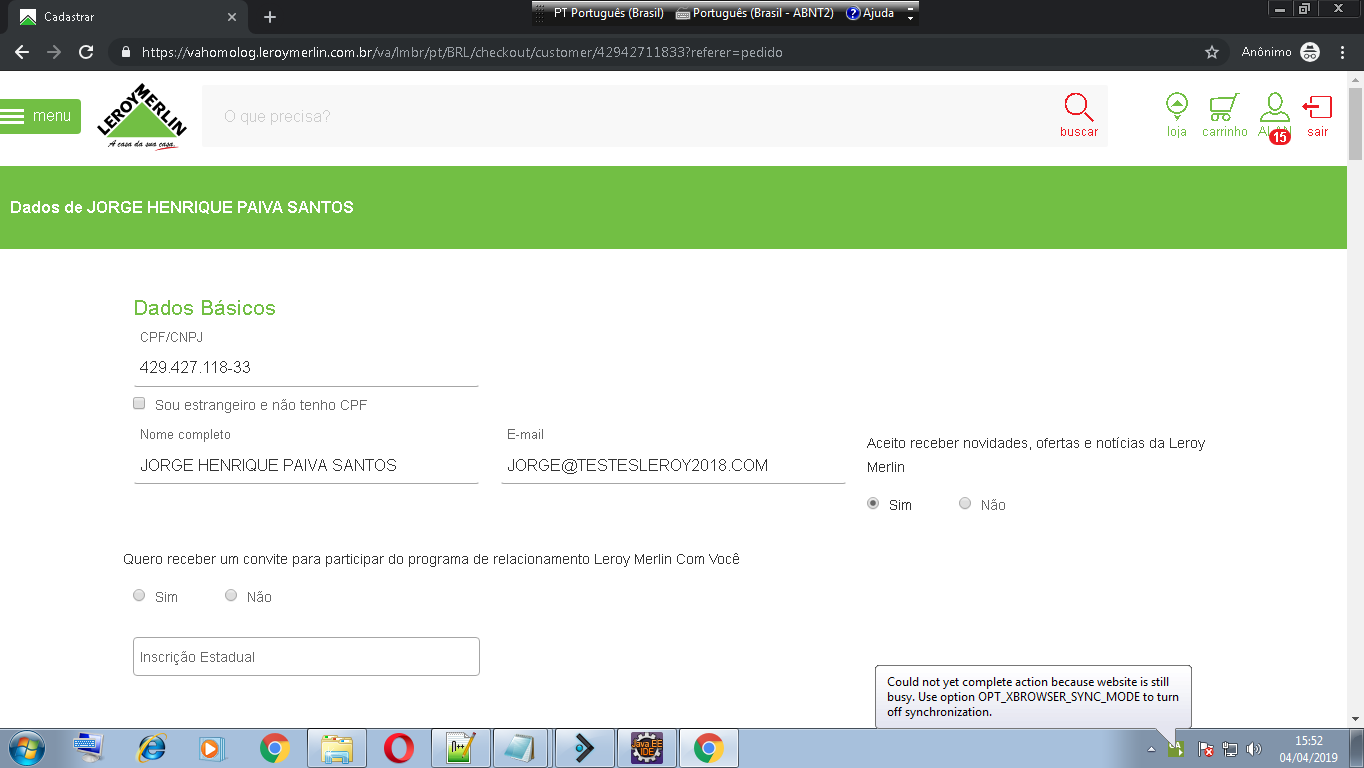 Cadastrar
PT Português (Brasil) Português (Brasil - ABNT2) Ajuda
https://vahomolog.leroymerlin.com.br/va/lmbr/pt/BRL/checkout/customer/42942711833?referer=pedido
Anônimo
menu
LEROY MERLIN
A casa da sua casa.
O que precisa?
buscar
loja
carrinho
ALAN
15
sair
Dados de JORGE HENRIQUE PAIVA SANTOS
Dados Básicos
CPF/CNPJ
429.427.118-33
Sou estrangeiro e não tenho CPF
Nome completo
JORGE HENRIQUE PAIVA SANTOS
E-mail
JORGE@TESTESLEROY2018.COM
Aceito receber novidades, ofertas e notícias da Leroy
Merlin
Sim Não
Quero receber um convite para participar do programa de relacionamento Leroy Merlin Com Você
Sim Não
Inscrição Estadual
Could not yet complete action because website is still
busy. Use option OPT_XBROWSER_SYNC_MODE to turn
off synchronization.
Java EE
IDE
15:52
04/04/2019